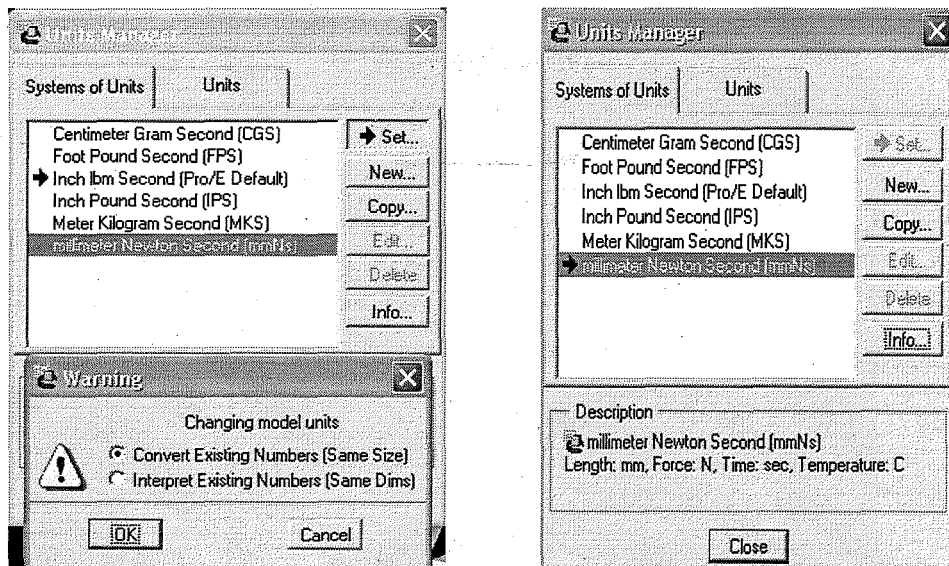 Units Manager
Systems of Units
Units
Centimeter Gram Second (CGS)
Foot Pound Second (FPS)
Inch lbm Second (Pro/E Default)
Inch Pound Second (IPS)
Meter Kilogram Second (MKS)
millimeter Newton Second (mmNs)
Set...
New...
Copy...
Edit...
Delete
Info...
Warning
Changing model units
Convert Existing Numbers (Same Size)
Interpret Existing Numbers (Same Dims)
OK
Cancel
Units Manager
Systems of Units
Units
Centimeter Gram Second (CGS)
Foot Pound Second (FPS)
Inch lbm Second (Pro/E Default)
Inch Pound Second (IPS)
Meter Kilogram Second (MKS)
millimeter Newton Second (mmNs)
Set...
New...
Copy...
Edit...
Delete
Info...
Description
millimeter Newton Second (mmNs)
Length: mm, Force: N, Time: sec, Temperature: C
Close